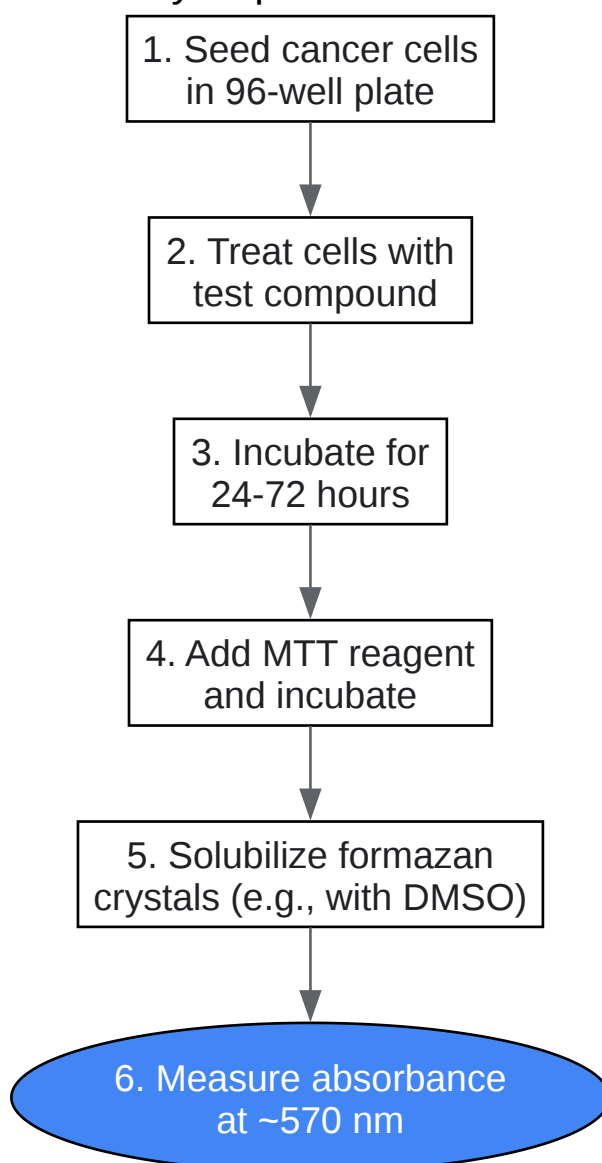 1. Seed cancer cells
in 96-well plate
2. Treat cells with
test compound
3. Incubate for
24-72 hours
4. Add MTT reagent
and incubate
5. Solubilize formazan
crystals (e.g., with DMSO)
6. Measure absorbance
at ~570 nm